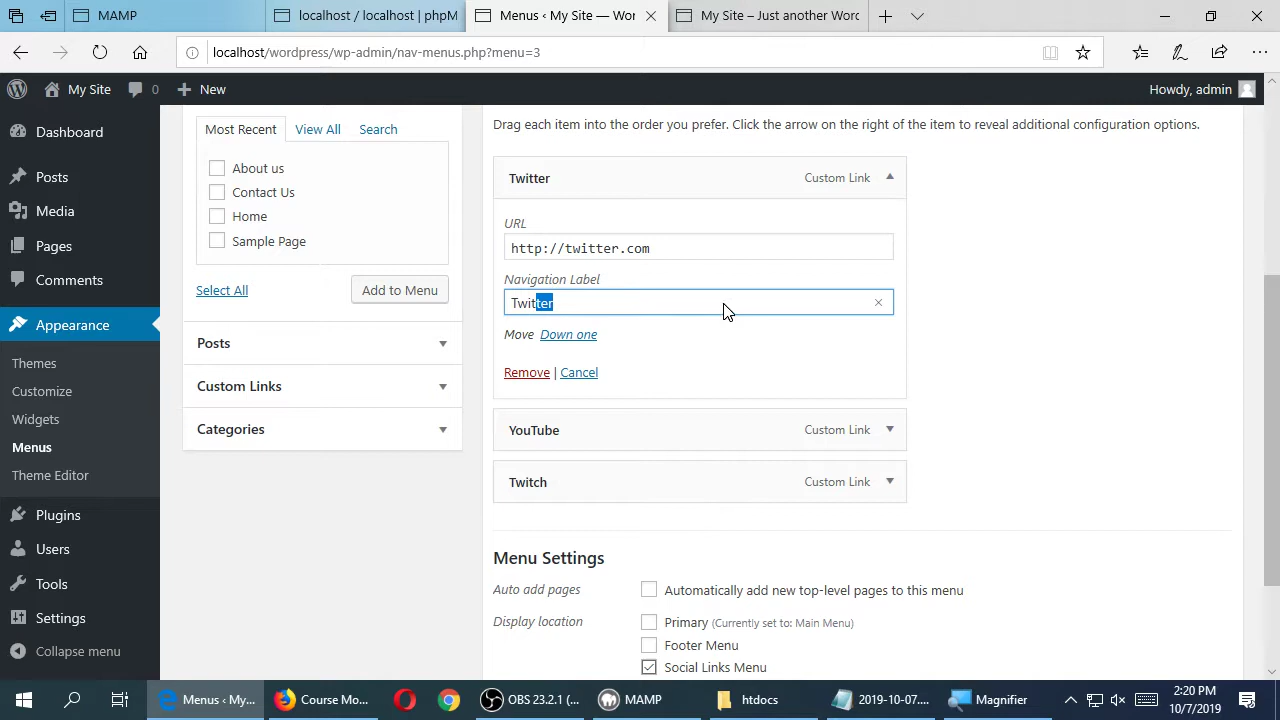 MAMP
localhost / localhost | phpM
Menus ‹ My Site — Wor
My Site – Just another Word
localhost/wordpress/wp-admin/nav-menus.php?menu=3
My Site
0
New
Howdy, admin
Dashboard
Posts
Media
Pages
Comments
Appearance
Themes
Customize
Widgets
Menus
Theme Editor
Plugins
Users
Tools
Settings
Collapse menu
Most Recent
View All
Search
About us
Contact Us
Home
Sample Page
Select All
Add to Menu
Posts
Custom Links
Categories
Drag each item into the order you prefer. Click the arrow on the right of the item to reveal additional configuration options.
Twitter
Custom Link
URL
http://twitter.com
Navigation Label
Twitter
Move Down one
Remove | Cancel
YouTube
Custom Link
Twitch
Custom Link
Menu Settings
Auto add pages
Automatically add new top-level pages to this menu
Display location
Primary (Currently set to: Main Menu)
Footer Menu
Social Links Menu
Menus ‹ My...
Course Mo...
OBS 23.2.1 (...
MAMP
htdocs
2019-10-07....
Magnifier
2:20 PM
10/7/2019